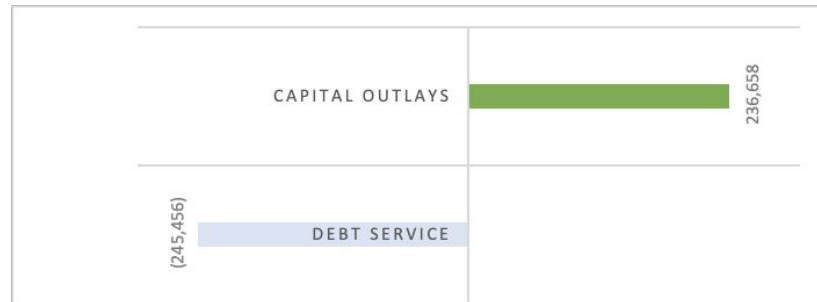 CAPITAL OUTLAYS
236,658
(245,456)
DEBT SERVICE